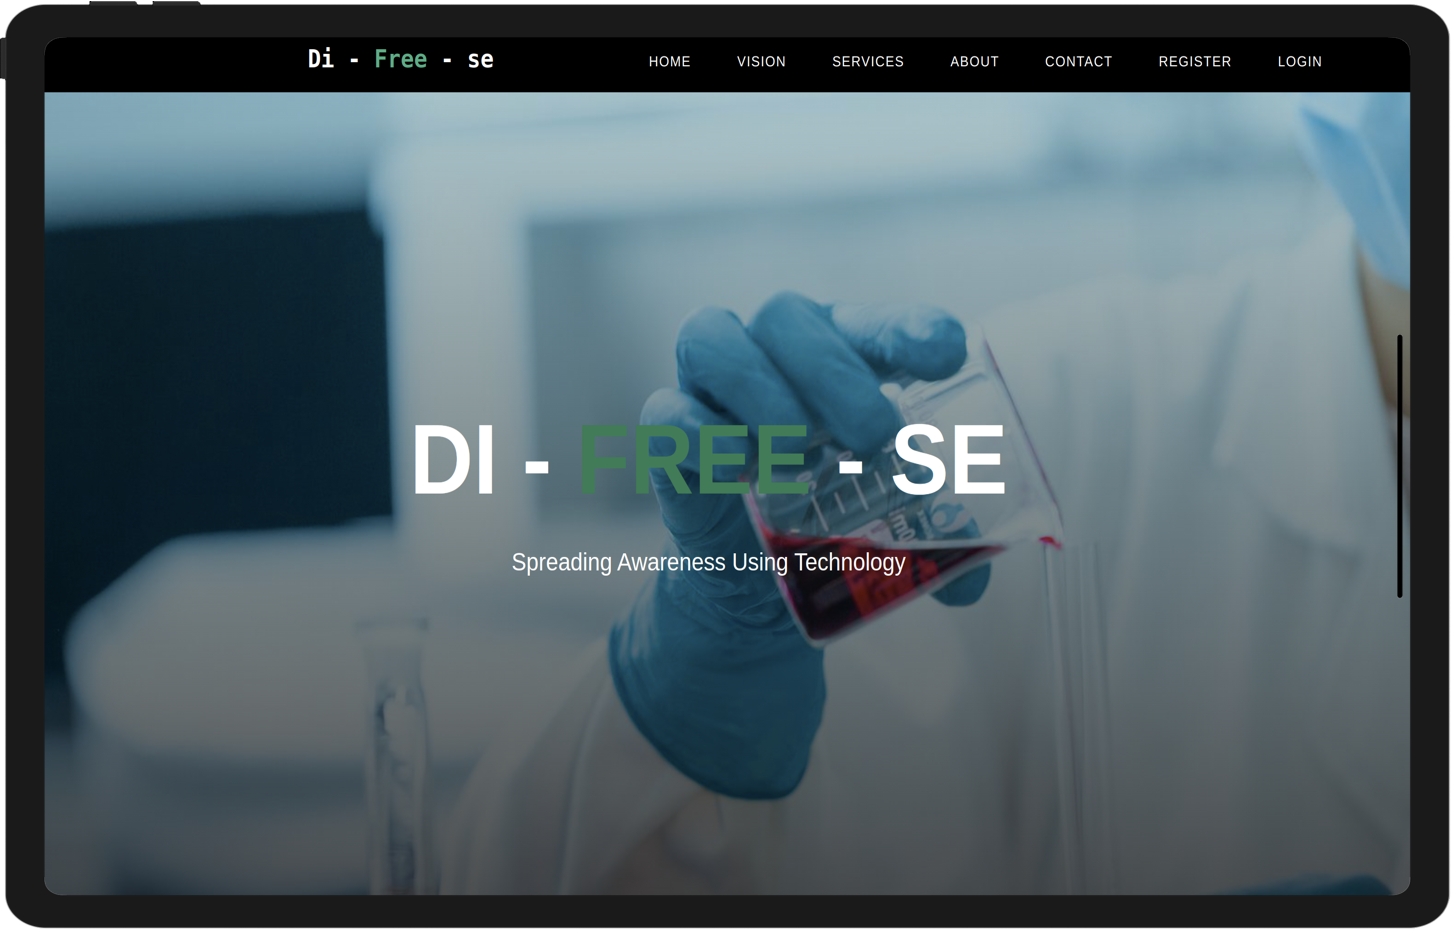 Di - Free - se
HOME VISION SERVICES ABOUT CONTACT REGISTER LOGIN
DI - FREE - SE
Spreading Awareness Using Technology